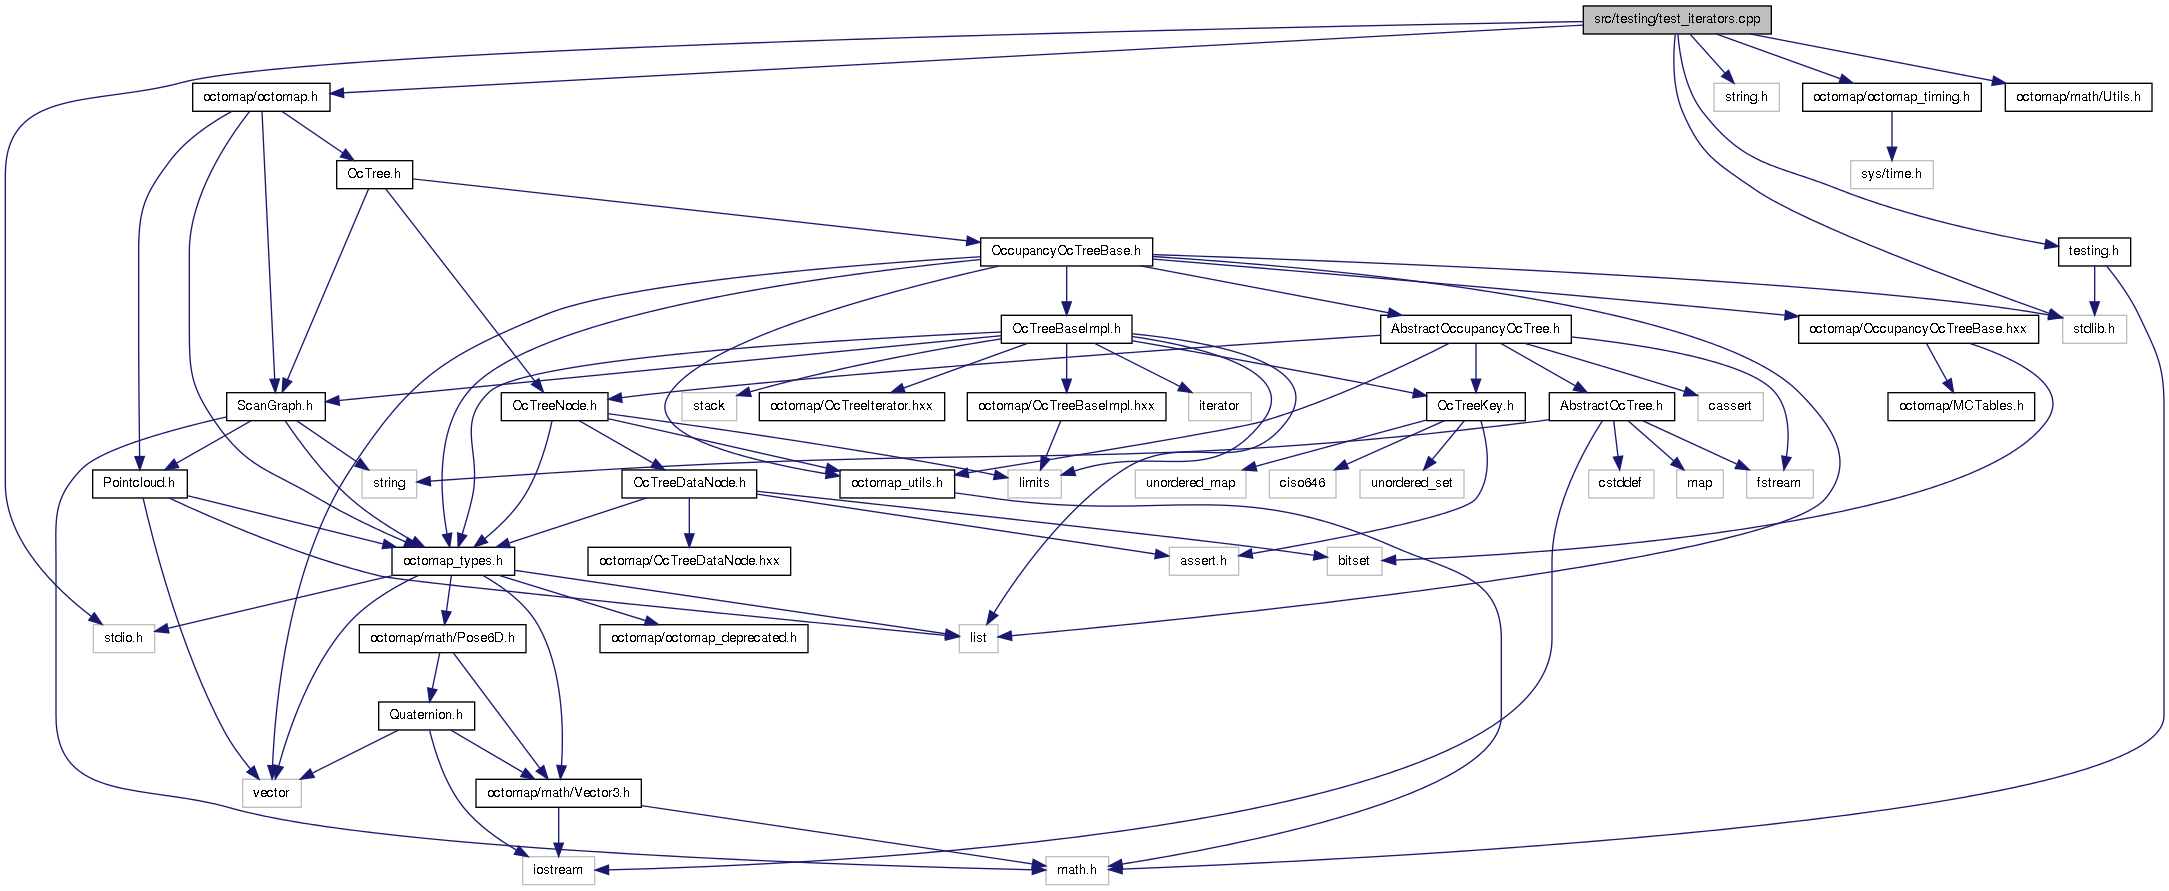 src/testing/test_iterators.cpp
octomap/octomap.h
string.h
octomap/octomap_timing.h
octomap/math/Utils.h
OcTree.h
sys/time.h
OccupancyOcTreeBase.h
testing.h
OcTreeBaseImpl.h
AbstractOccupancyOcTree.h
octomap/OccupancyOcTreeBase.hxx
stdlib.h
ScanGraph.h
OcTreeNode.h
stack
octomap/OcTreeIterator.hxx
octomap/OcTreeBaseImpl.hxx
iterator
OcTreeKey.h
AbstractOcTree.h
cassert
octomap/MCTables.h
Pointcloud.h
string
OcTreeDataNode.h
octomap_utils.h
limits
unordered_map
ciso646
unordered_set
cstddef
map
fstream
octomap_types.h
octomap/OcTreeDataNode.hxx
assert.h
bitset
stdio.h
octomap/math/Pose6D.h
octomap/octomap_deprecated.h
list
Quaternion.h
vector
octomap/math/Vector3.h
iostream
math.h